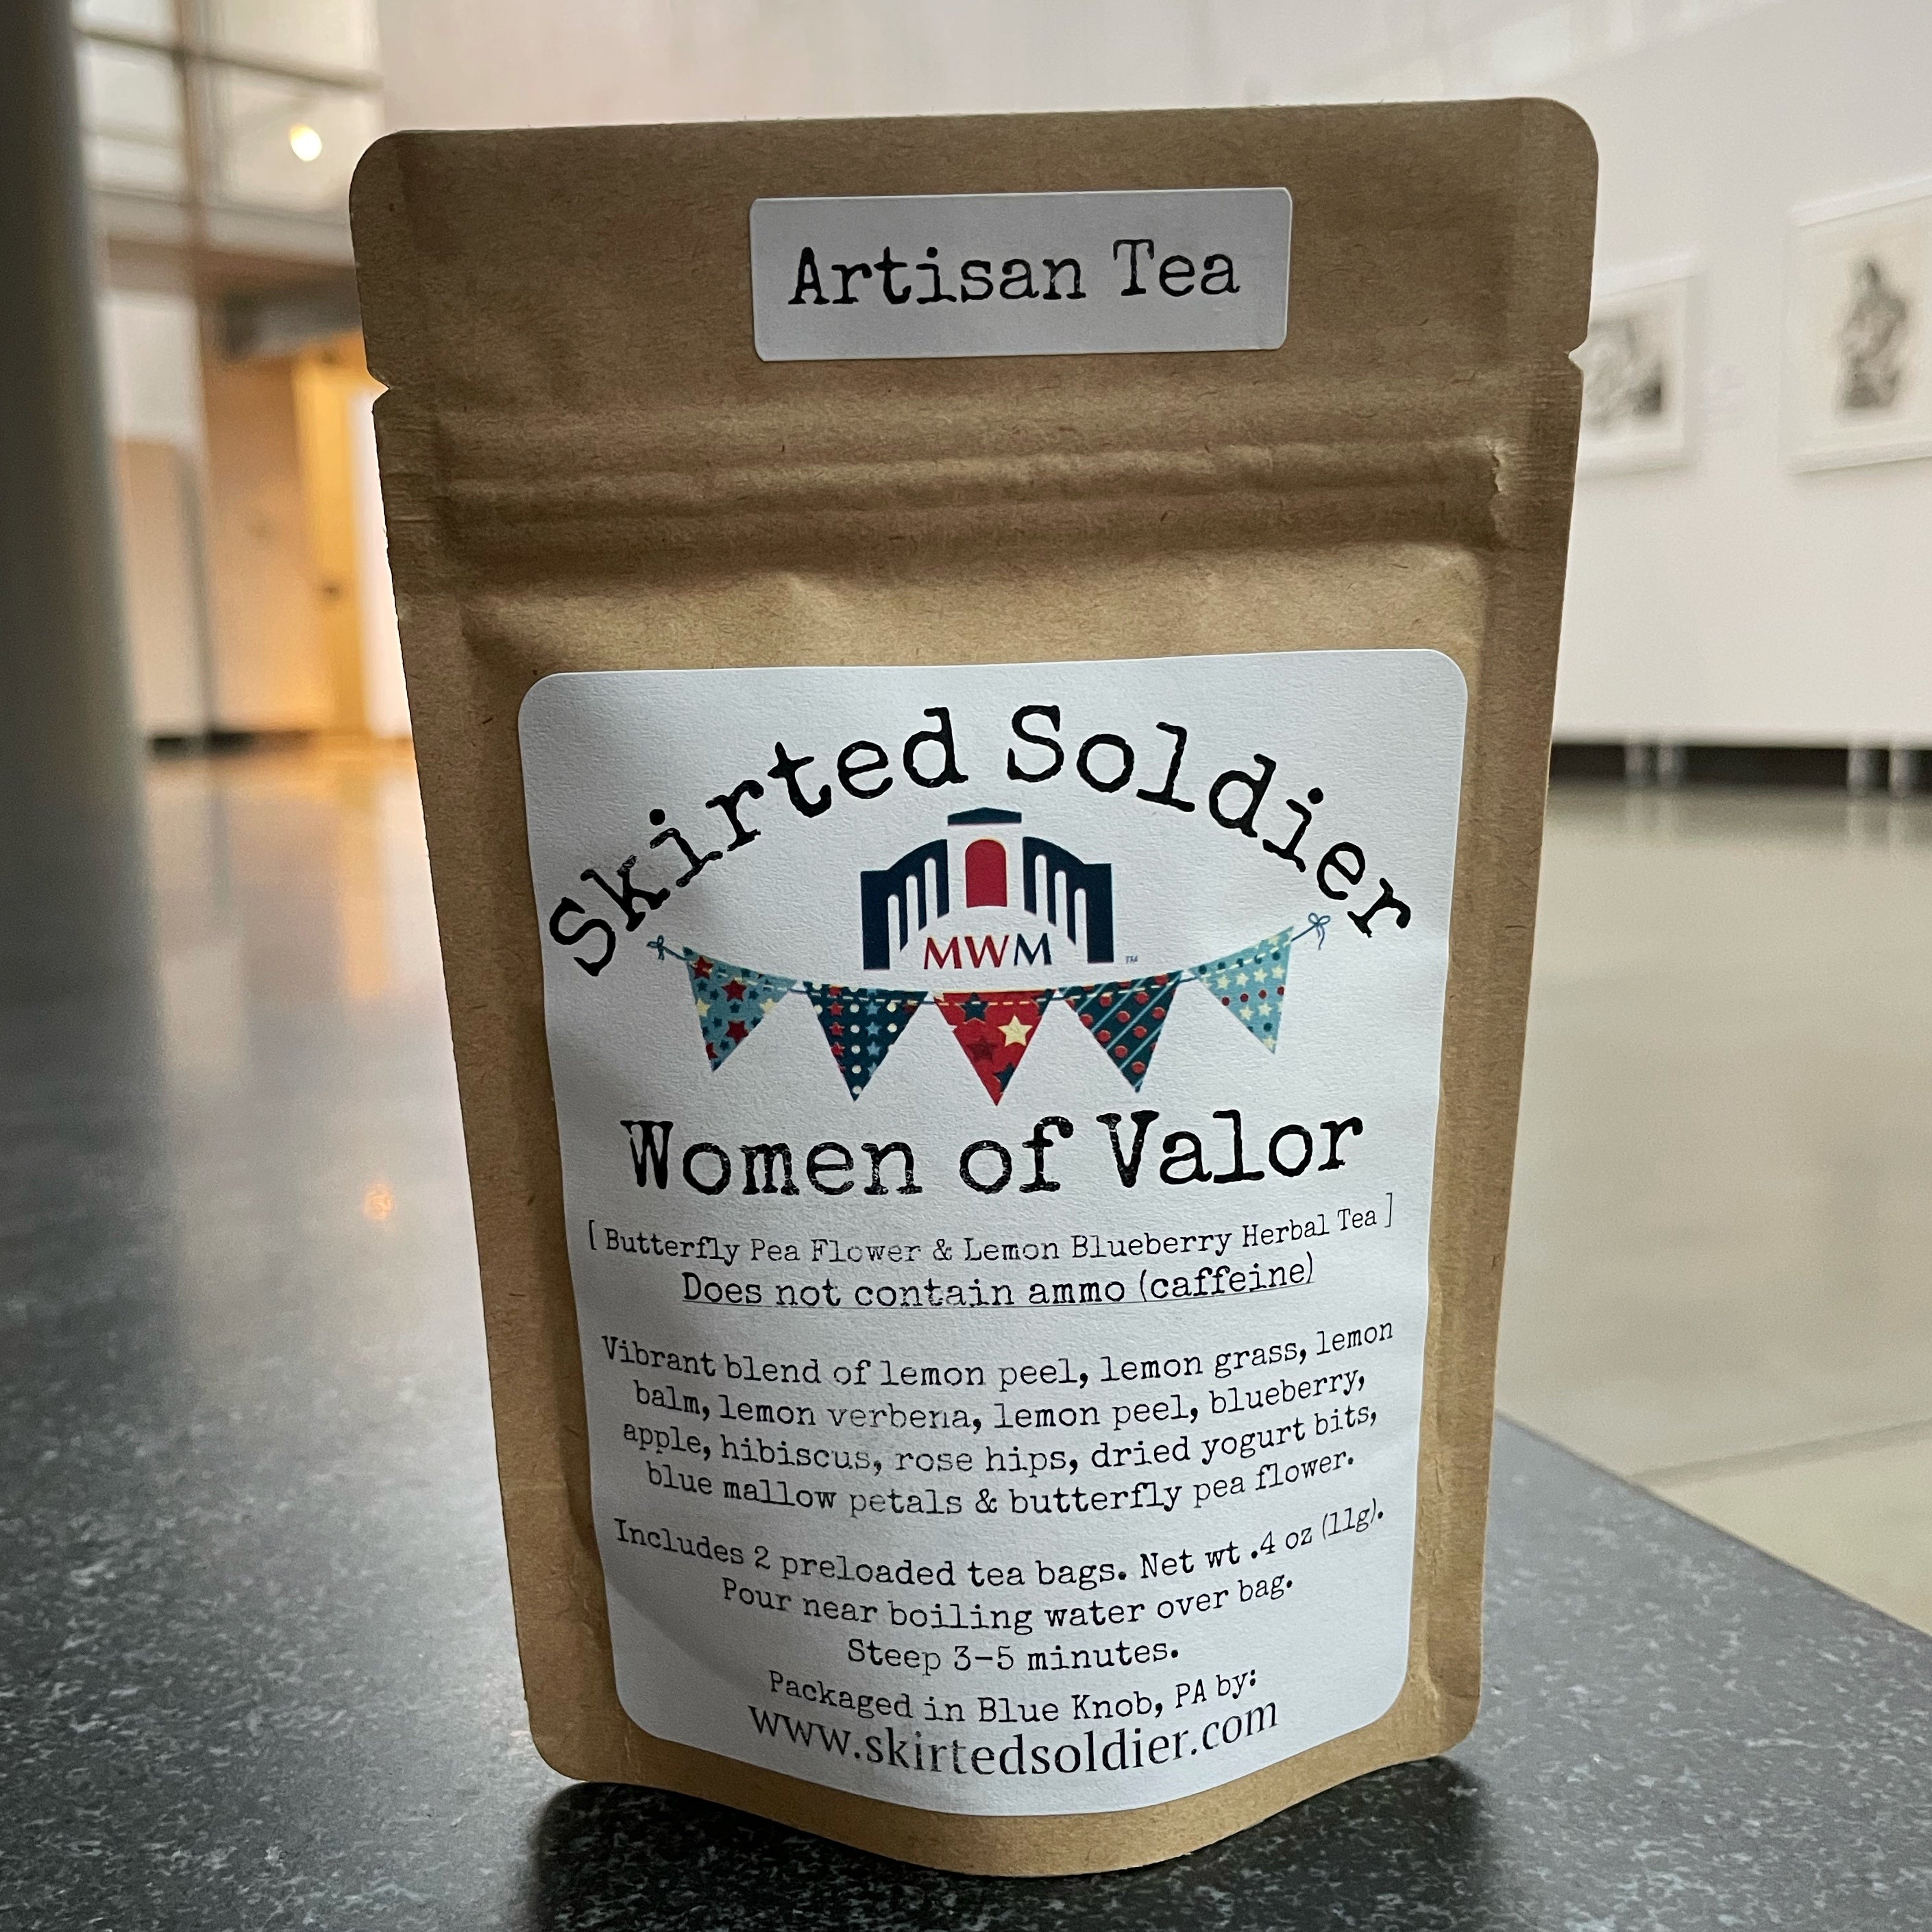 Artisan Tea
Skirted Soldier
MWM ™
Women of Valor
[ Butterfly Pea Flower & Lemon Blueberry Herbal Tea ]
Does not contain ammo (caffeine)
Vibrant blend of lemon peel, lemon grass, lemon
balm, lemon verbena, lemon peel, blueberry,
apple, hibiscus, rose hips, dried yogurt bits,
blue mallow petals & butterfly pea flower.
Includes 2 preloaded tea bags. Net wt .4 oz (11g).
Pour near boiling water over bag.
Steep 3-5 minutes.
Packaged in Blue Knob, PA by:
www.skirtedsoldier.com